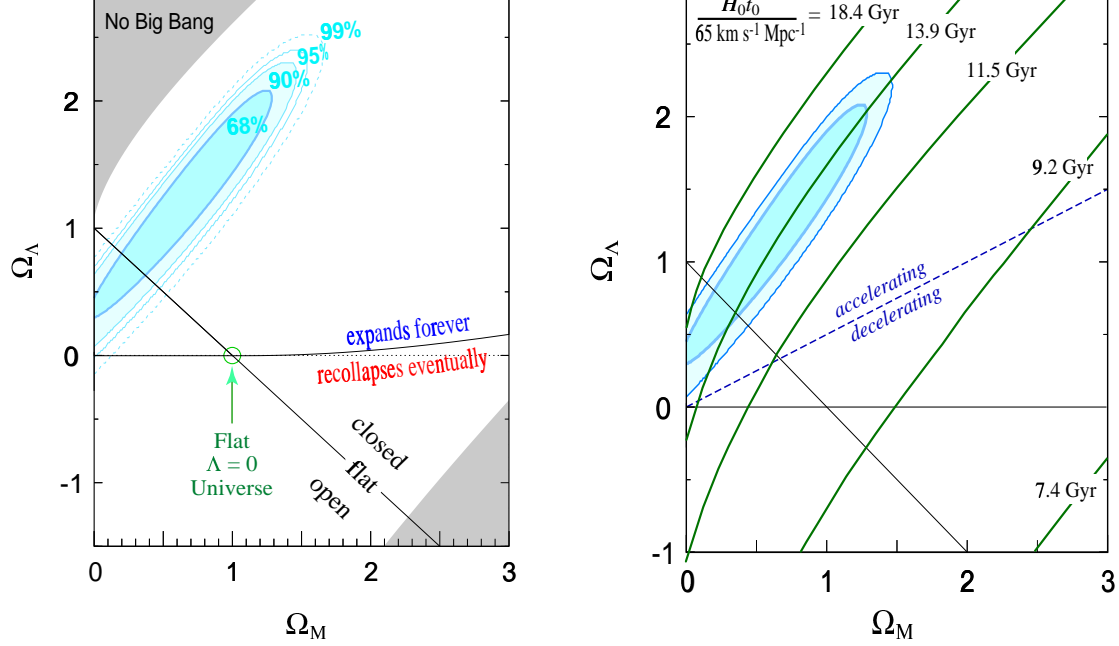 No Big Bang
99%
95%
90%
68%
2
1
0
-1
Ω_Λ
expands forever
recollapses eventually
closed
flat
open
Flat
Λ = 0
Universe
0 1 2 3
Ω_M
H₀t₀
65 km s⁻¹ Mpc⁻¹
= 18.4 Gyr
13.9 Gyr
11.5 Gyr
9.2 Gyr
7.4 Gyr
accelerating
decelerating
2
1
0
-1
Ω_Λ
0 1 2 3
Ω_M